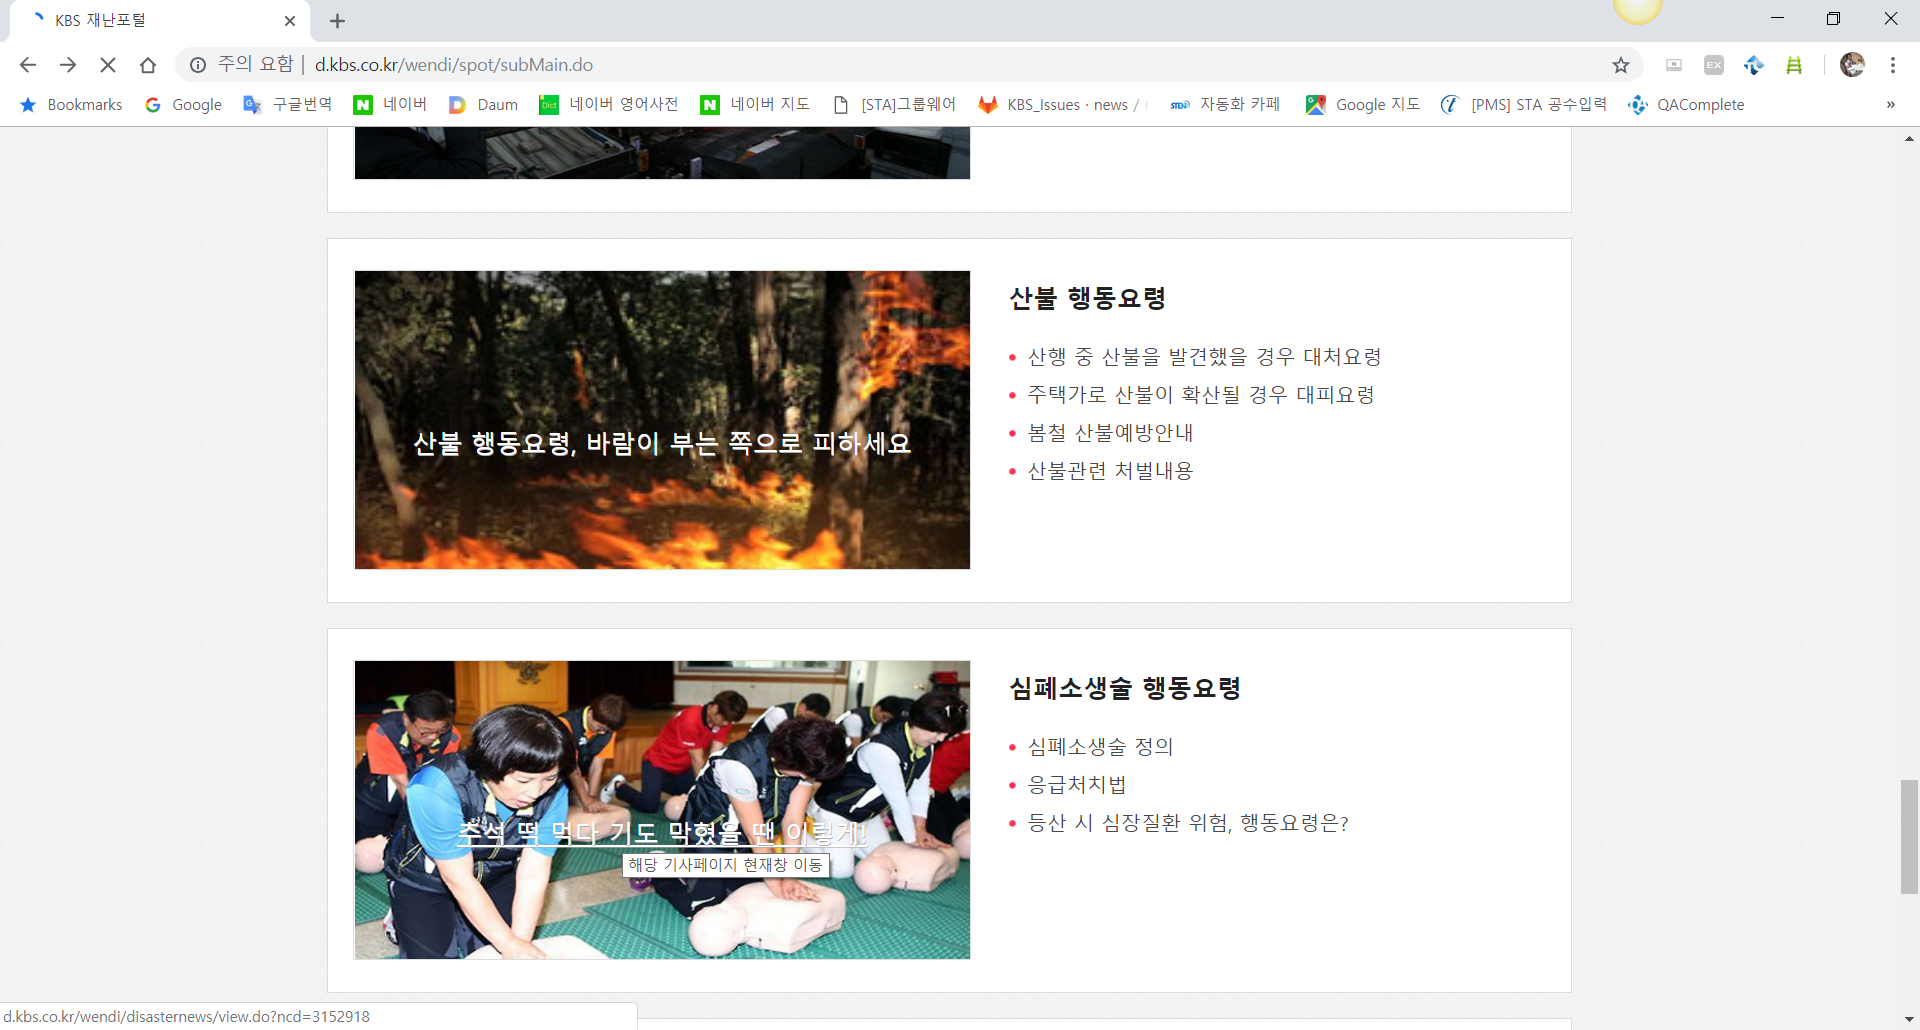 KBS 재난포털
주의 요함 | d.kbs.co.kr/wendi/spot/subMain.do
Bookmarks Google 구글번역 네이버 Daum 네이버 영어사전 네이버 지도 [STA]그룹웨어 KBS_Issues · news / 자동화 카페 Google 지도 [PMS] STA 공수입력 QAComplete »
산불 행동요령, 바람이 부는 쪽으로 피하세요
산불 행동요령
산행 중 산불을 발견했을 경우 대처요령
주택가로 산불이 확산될 경우 대피요령
봄철 산불예방안내
산불관련 처벌내용
추석 떡 먹다 기도 막혔을 땐 이렇게!
해당 기사페이지 현재창 이동
심폐소생술 행동요령
심폐소생술 정의
응급처치법
등산 시 심장질환 위험, 행동요령은?
d.kbs.co.kr/wendi/disasternews/view.do?ncd=3152918